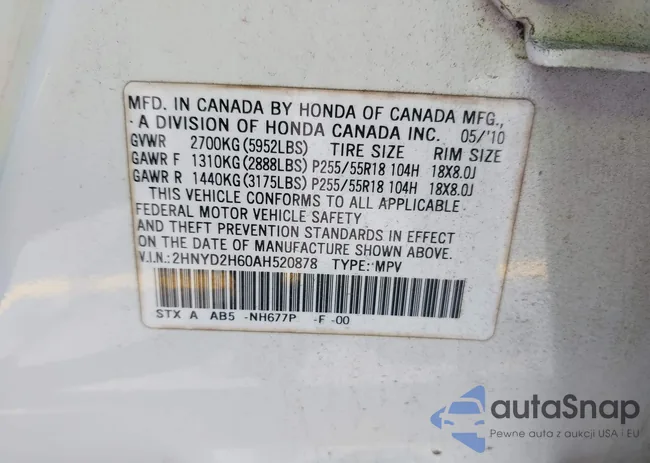 MFD. IN CANADA BY HONDA OF CANADA MFG.,
A DIVISION OF HONDA CANADA INC. 05/'10
GVWR 2700KG(5952LBS) TIRE SIZE RIM SIZE
GAWR F 1310KG(2888LBS) P255/55R18 104H 18X8.0J
GAWR R 1440KG(3175LBS) P255/55R18 104H 18X8.0J
THIS VEHICLE CONFORMS TO ALL APPLICABLE
FEDERAL MOTOR VEHICLE SAFETY
AND THEFT PREVENTION STANDARDS IN EFFECT
ON THE DATE OF MANUFACTURE SHOWN ABOVE.
V.I.N.:2HNYD2H60AH520878 TYPE:MPV
STX A AB5 -NH677P -F-00
autaSnap
Pewne auta z aukcji USA i EU